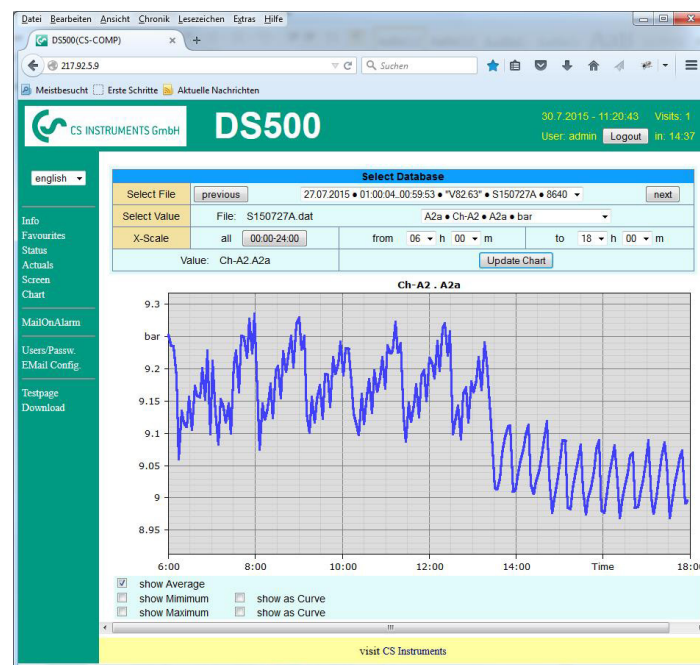 Datei Bearbeiten Ansicht Chronik Lesezeichen Extras Hilfe
DS500(CS-COMP) × +
217.92.5.9 Suchen
Meistbesucht Erste Schritte Aktuelle Nachrichten
CS INSTRUMENTS GmbH DS500
30.7.2015 - 11:20:43 Visits: 1
User: admin Logout in: 14:37
english
Info
Favourites
Status
Actuals
Screen
Chart
MailOnAlarm
Users/Passw.
EMail Config.
Testpage
Download
Select Database
Select File previous 27.07.2015 ● 01:00:04..00:59:53 ● "V82.63" ● S150727A ● 8640 next
Select Value File: S150727A.dat A2a ● Ch-A2 ● A2a ● bar
X-Scale all 00:00-24:00 from 06 h 00 m to 18 h 00 m
Value: Ch-A2.A2a Update Chart
Ch-A2 . A2a
9.3
bar
9.2
9.15
9.1
9.05
9
8.95
6:00 8:00 10:00 12:00 14:00 Time 18:00
show Average
show Mimimum show as Curve
show Maximum show as Curve
visit CS Instruments